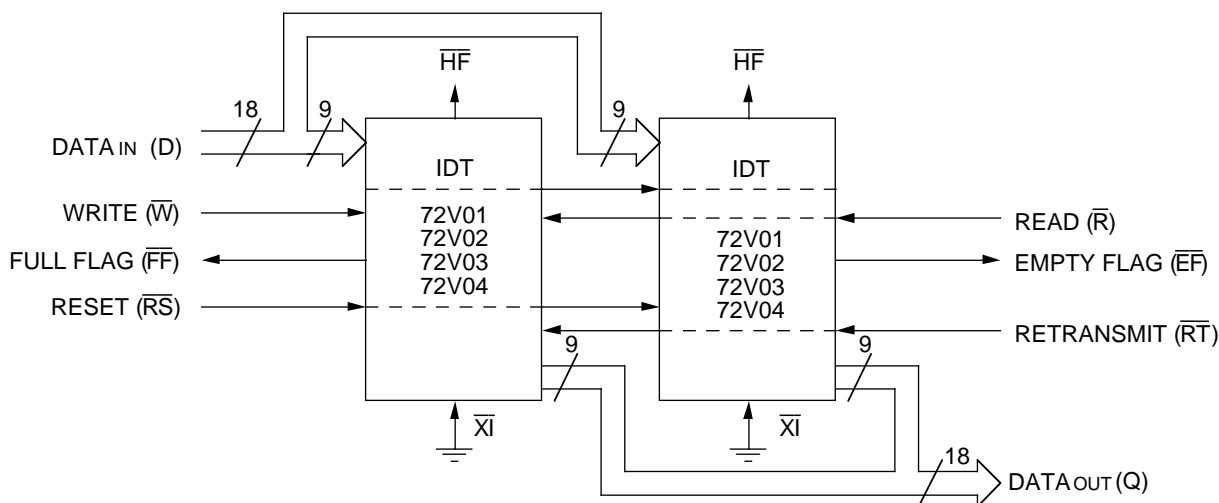 HF HF
18 9 9
DATA IN (D)
IDT IDT
WRITE (W) 72V01
72V02
FULL FLAG (FF) 72V03
72V04
RESET (RS)
72V01
72V02
72V03
72V04
READ (R)
EMPTY FLAG (EF)
RETRANSMIT (RT)
9 9
XI XI
18
DATA OUT (Q)